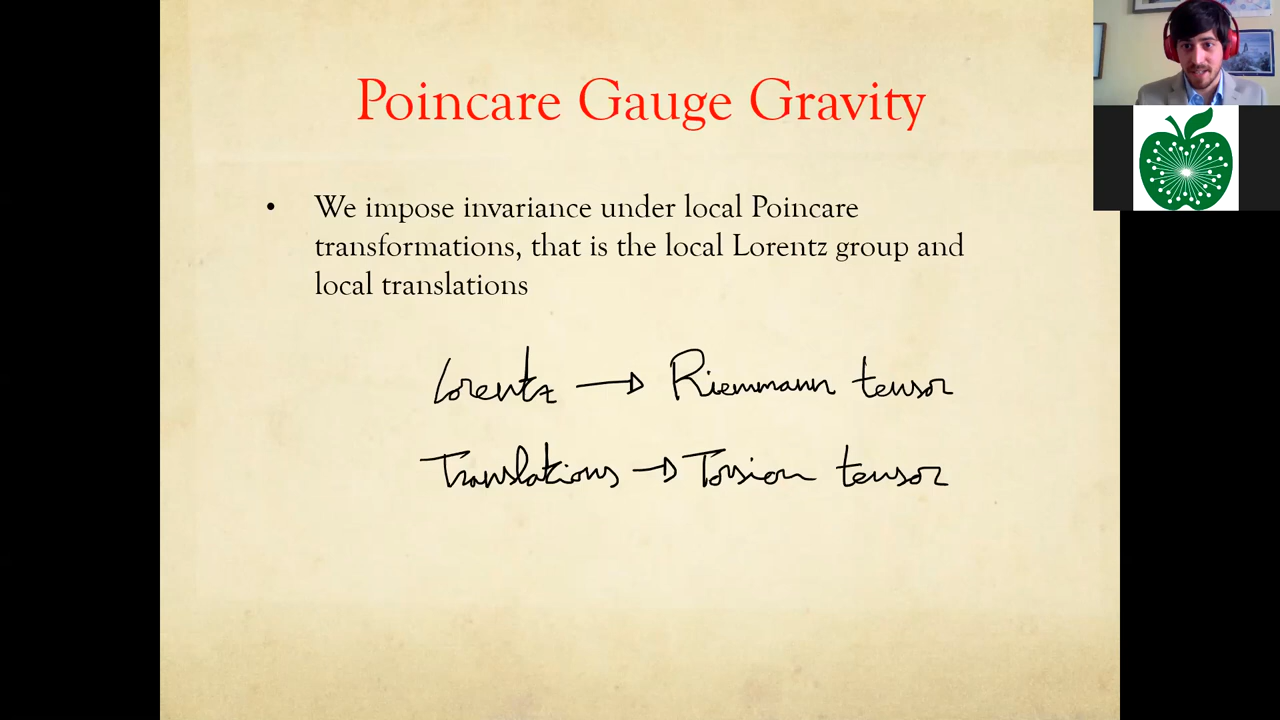 Poincare Gauge Gravity
• We impose invariance under local Poincare
transformations, that is the local Lorentz group and
local translations
Lorentz → Riemmann tensor
Translations → Torsion tensor